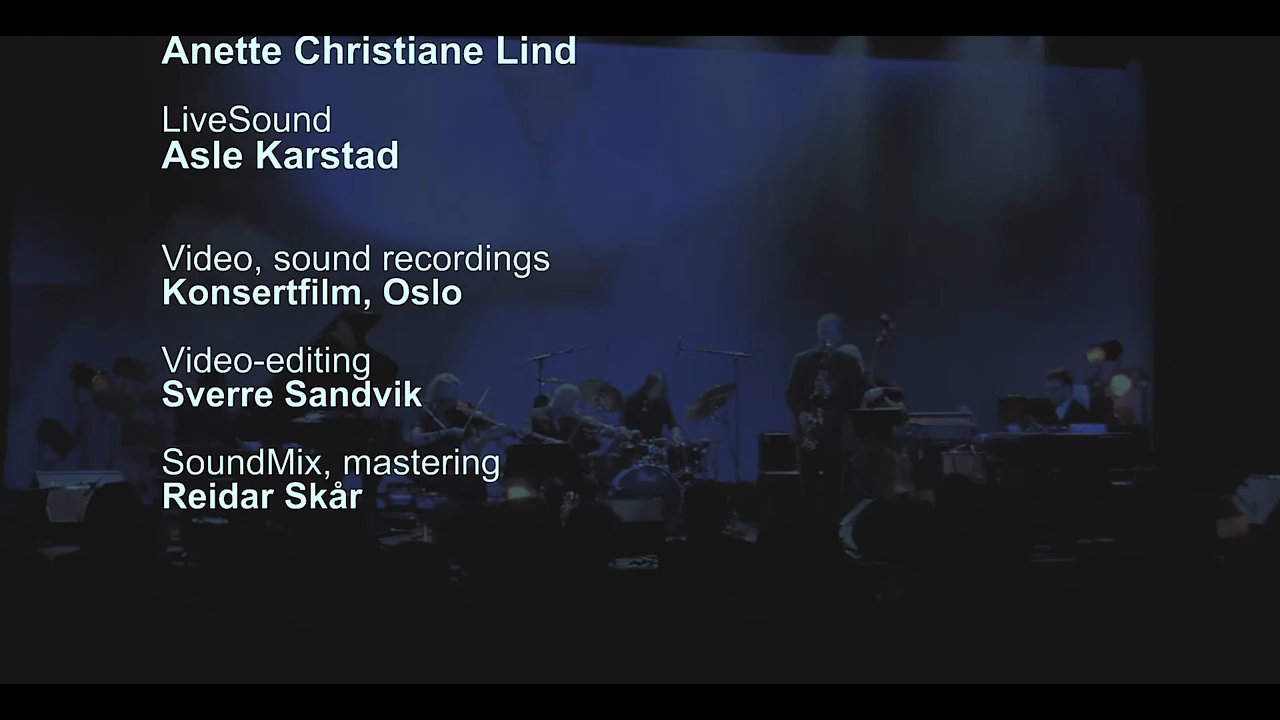 Anette Christiane Lind
LiveSound
Asle Karstad
Video, sound recordings
Konsertfilm, Oslo
Video-editing
Sverre Sandvik
SoundMix, mastering
Reidar Skår